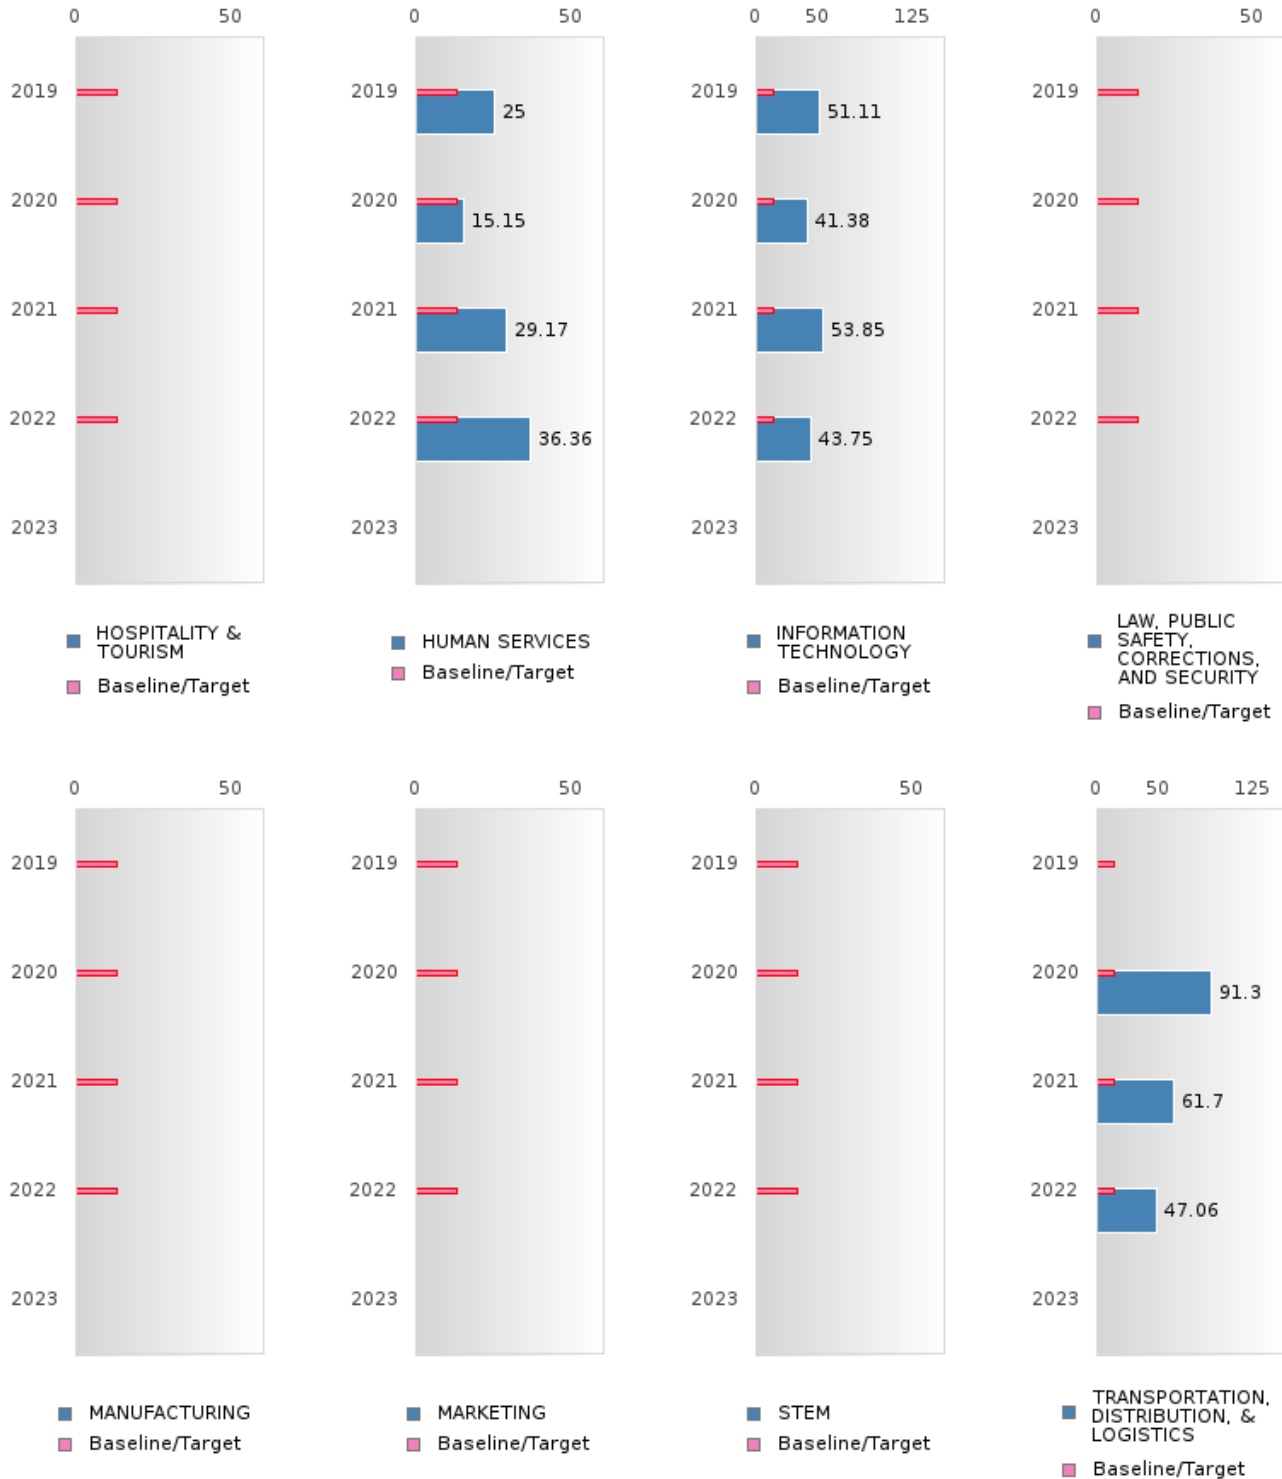 0 50
2019
2020
2021
2022
2023
HOSPITALITY &
TOURISM
Baseline/Target
0 50
2019
25
2020
15.15
2021
29.17
2022
36.36
2023
HUMAN SERVICES
Baseline/Target
0 50 125
2019
51.11
2020
41.38
2021
53.85
2022
43.75
2023
INFORMATION
TECHNOLOGY
Baseline/Target
0 50
2019
2020
2021
2022
2023
LAW, PUBLIC
SAFETY,
CORRECTIONS,
AND SECURITY
Baseline/Target
0 50
2019
2020
2021
2022
2023
MANUFACTURING
Baseline/Target
0 50
2019
2020
2021
2022
2023
MARKETING
Baseline/Target
0 50
2019
2020
2021
2022
2023
STEM
Baseline/Target
0 50 125
2019
2020
91.3
2021
61.7
2022
47.06
2023
TRANSPORTATION,
DISTRIBUTION, &
LOGISTICS
Baseline/Target